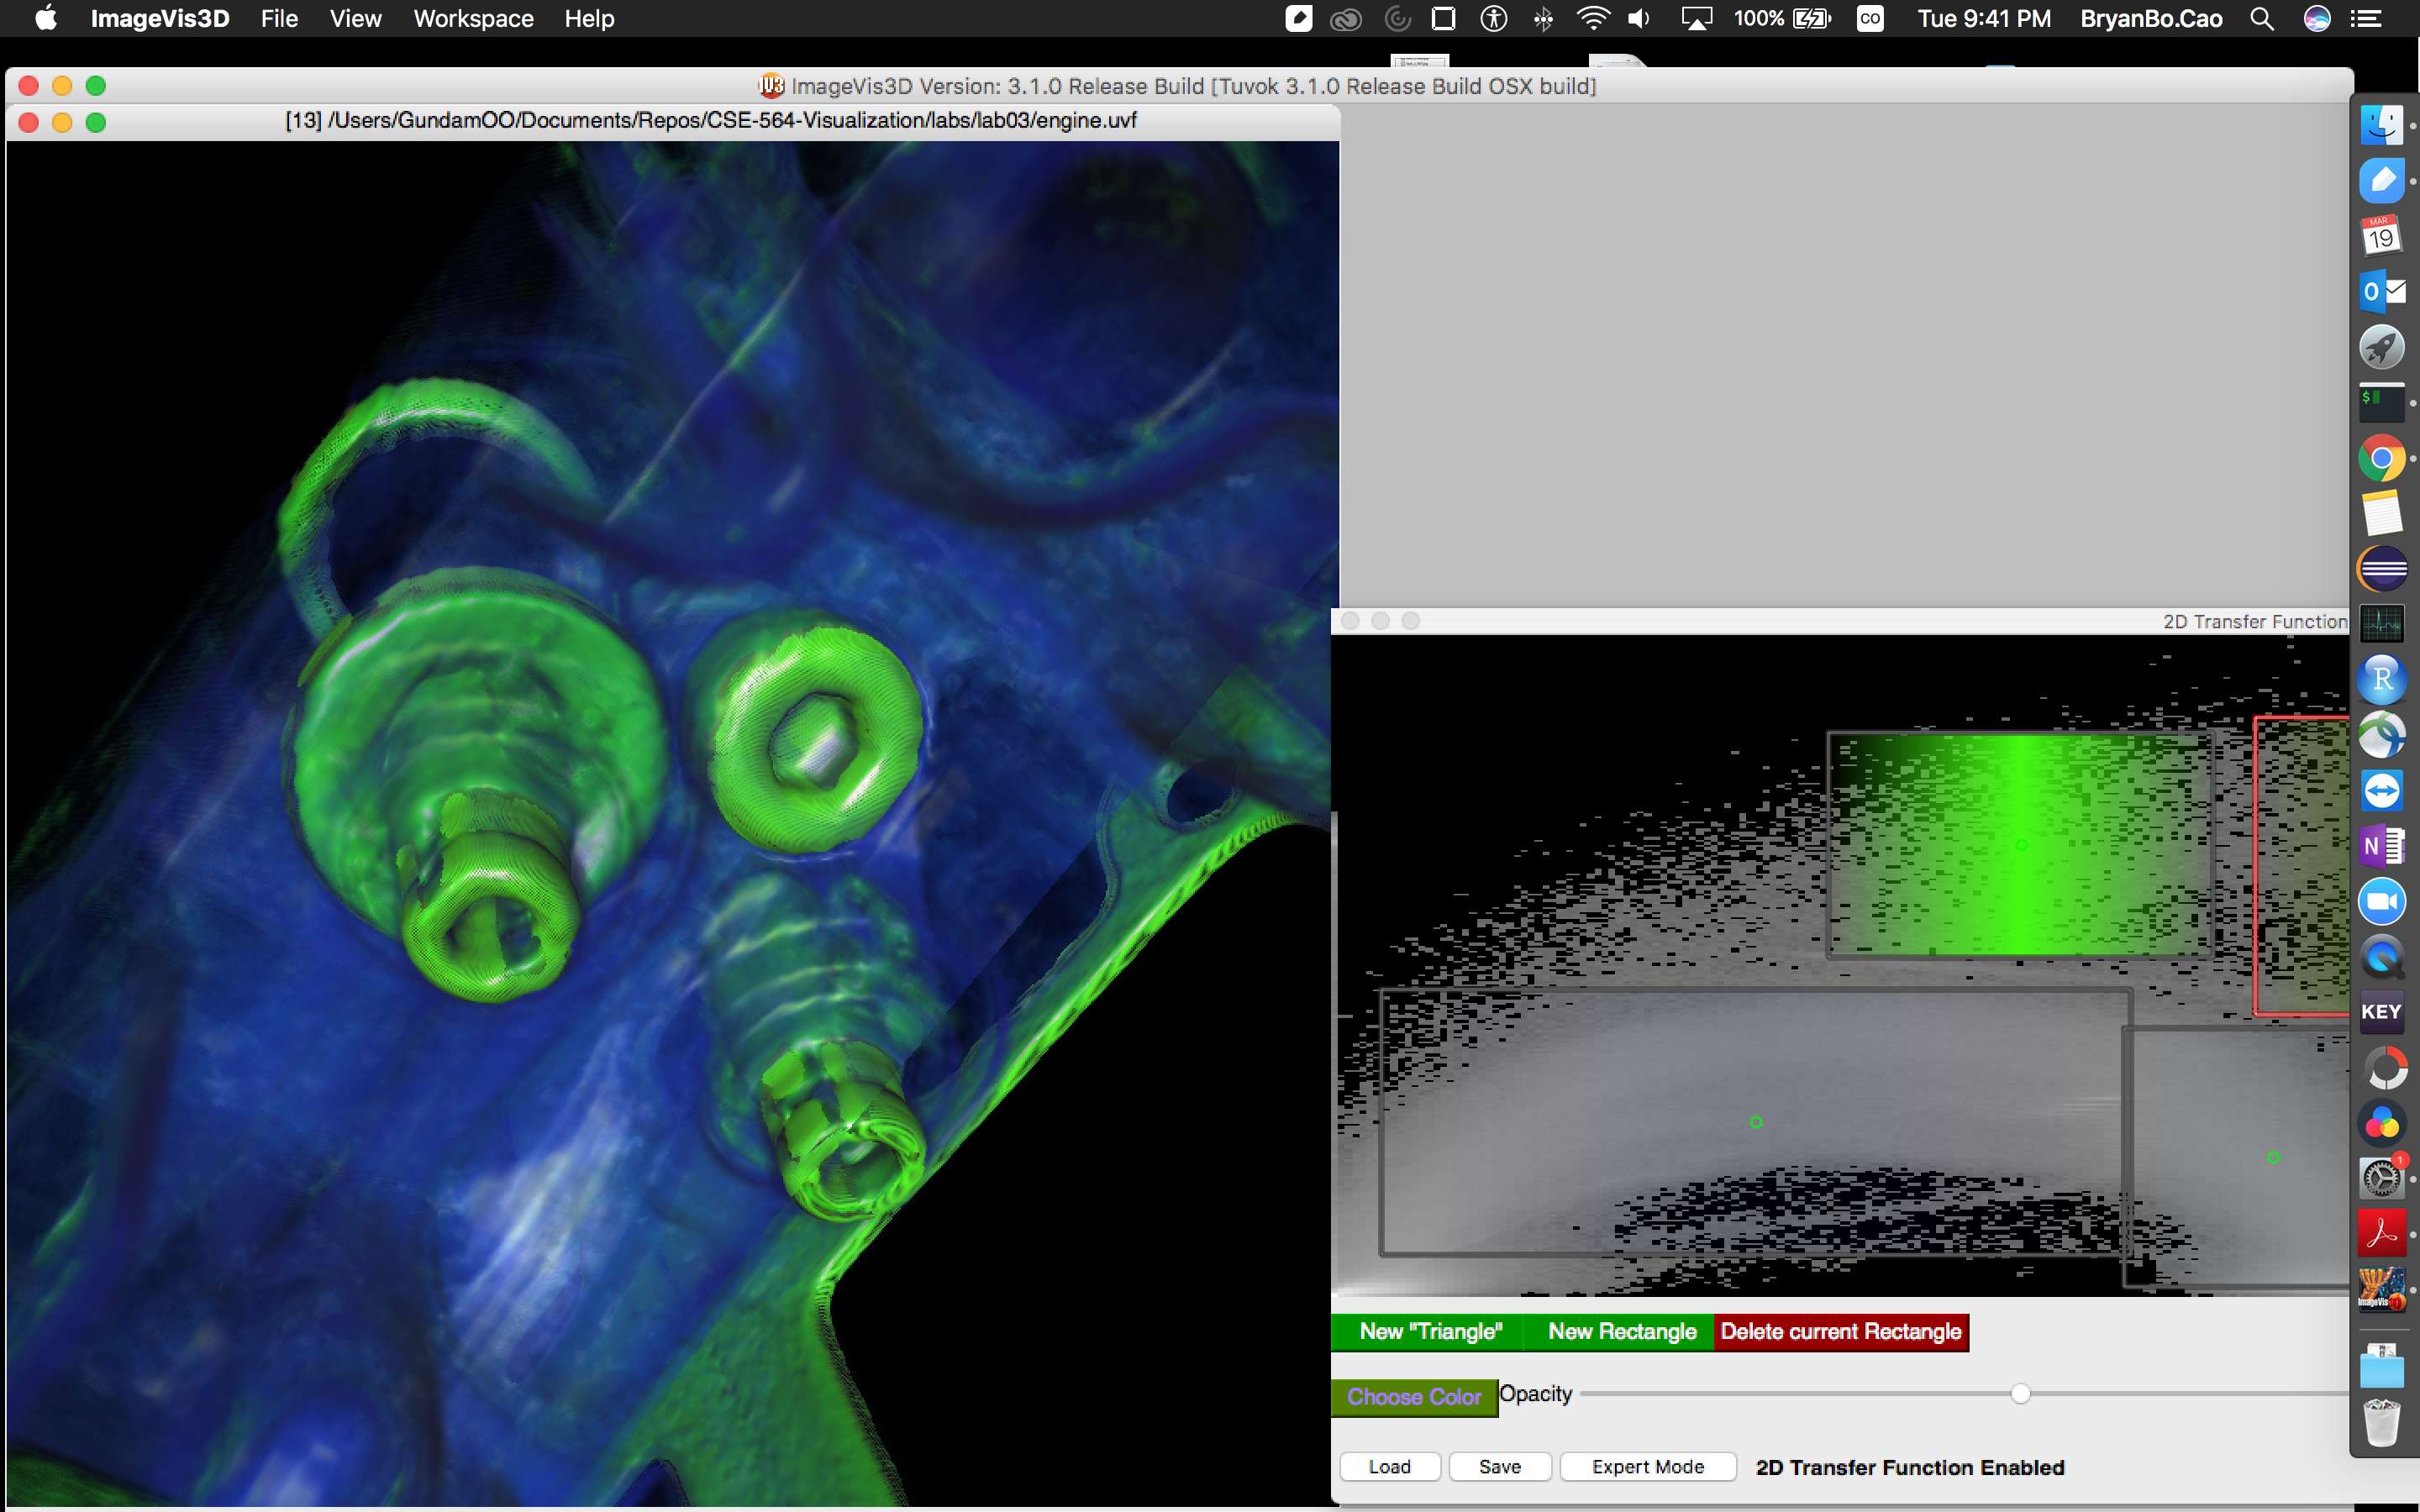 ImageVis3D File View Workspace Help 100% CO Tue 9:41 PM BryanBo.Cao
ImageVis3D Version: 3.1.0 Release Build [Tuvok 3.1.0 Release Build OSX build]
[13] /Users/GundamOO/Documents/Repos/CSE-564-Visualization/labs/lab03/engine.uvf
MAR
19
O
$
2D Transfer Function
R
N
KEY
1
ImageVis
New "Triangle" New Rectangle Delete current Rectangle
Choose Color Opacity
Load Save Expert Mode 2D Transfer Function Enabled